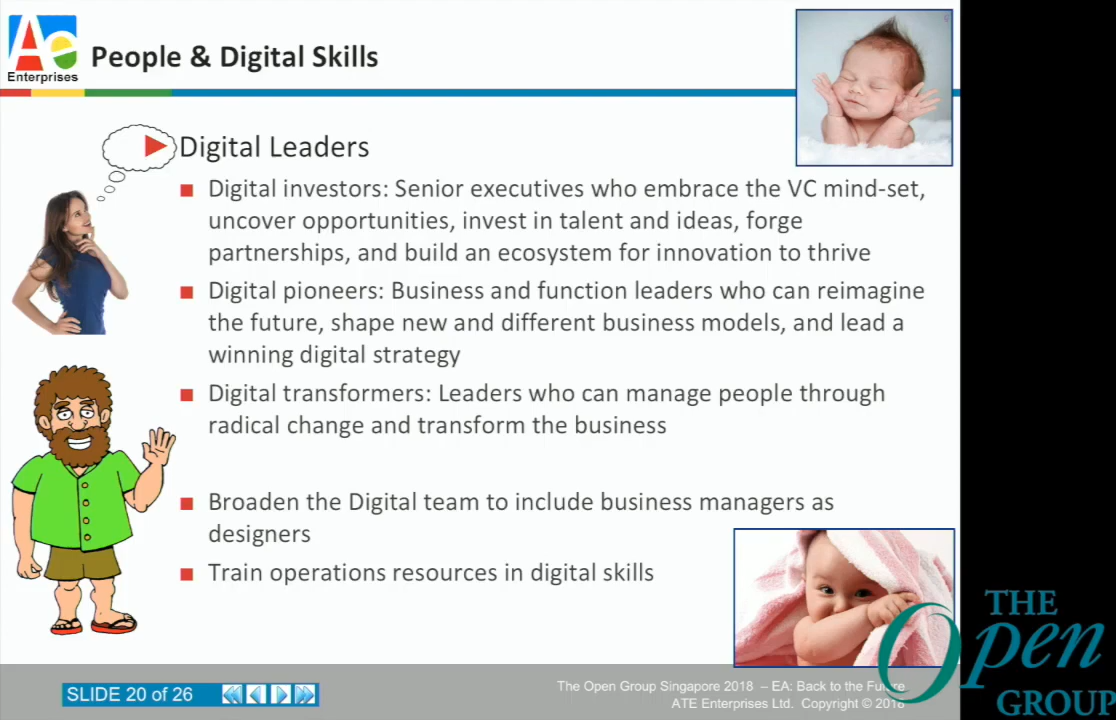 Ae
Enterprises
People & Digital Skills
Digital Leaders
Digital investors: Senior executives who embrace the VC mind-set,
uncover opportunities, invest in talent and ideas, forge
partnerships, and build an ecosystem for innovation to thrive
Digital pioneers: Business and function leaders who can reimagine
the future, shape new and different business models, and lead a
winning digital strategy
Digital transformers: Leaders who can manage people through
radical change and transform the business
Broaden the Digital team to include business managers as
designers
Train operations resources in digital skills
SLIDE 20 of 26
The Open Group Singapore 2018 – EA: Back to the Future
ATE Enterprises Ltd. Copyright © 2018
THE
Open
GROUP